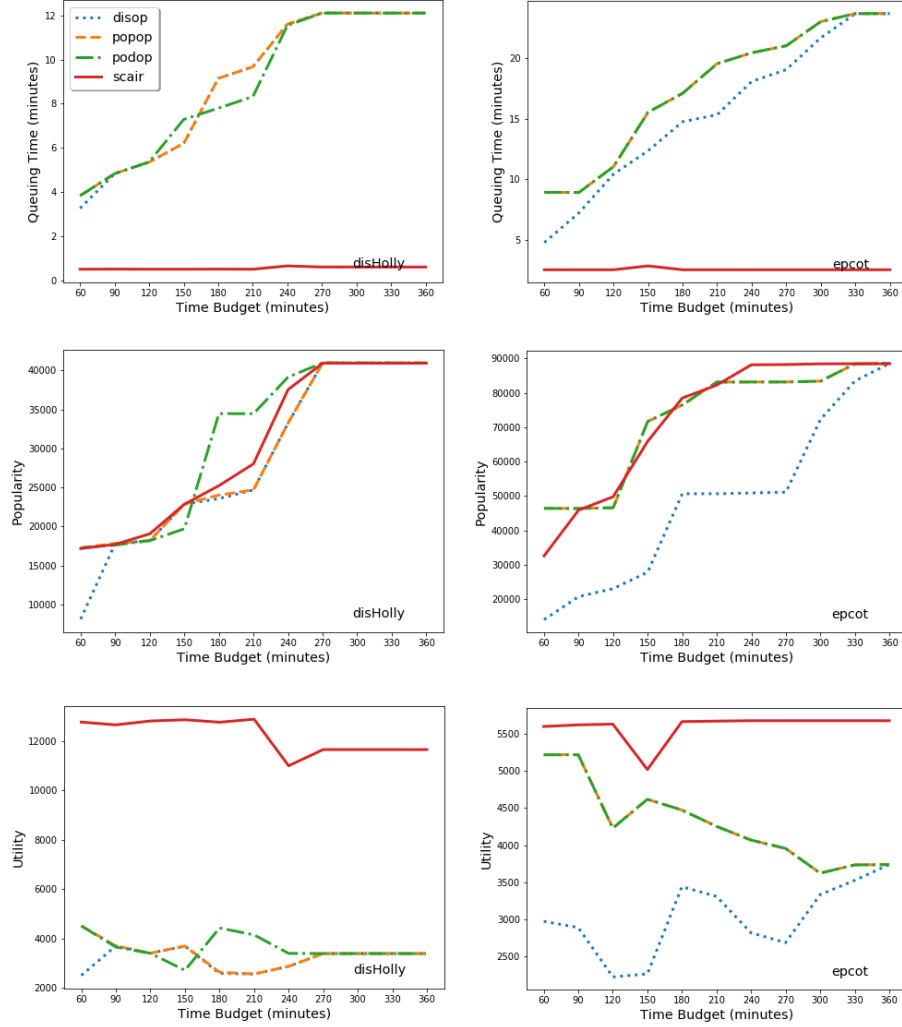 disop
popop
podop
scair
12
10
8
6
4
2
0
Queuing Time (minutes)
disHolly
60 90 120 150 180 210 240 270 300 330 360
Time Budget (minutes)
20
15
10
5
Queuing Time (minutes)
epcot
60 90 120 150 180 210 240 270 300 330 360
Time Budget (minutes)
40000
35000
30000
25000
20000
15000
10000
Popularity
disHolly
60 90 120 150 180 210 240 270 300 330 360
Time Budget (minutes)
90000
80000
70000
60000
50000
40000
30000
20000
Popularity
epcot
60 90 120 150 180 210 240 270 300 330 360
Time Budget (minutes)
12000
10000
8000
6000
4000
2000
Utility
disHolly
60 90 120 150 180 210 240 270 300 330 360
Time Budget (minutes)
5500
5000
4500
4000
3500
3000
2500
Utility
epcot
60 90 120 150 180 210 240 270 300 330 360
Time Budget (minutes)